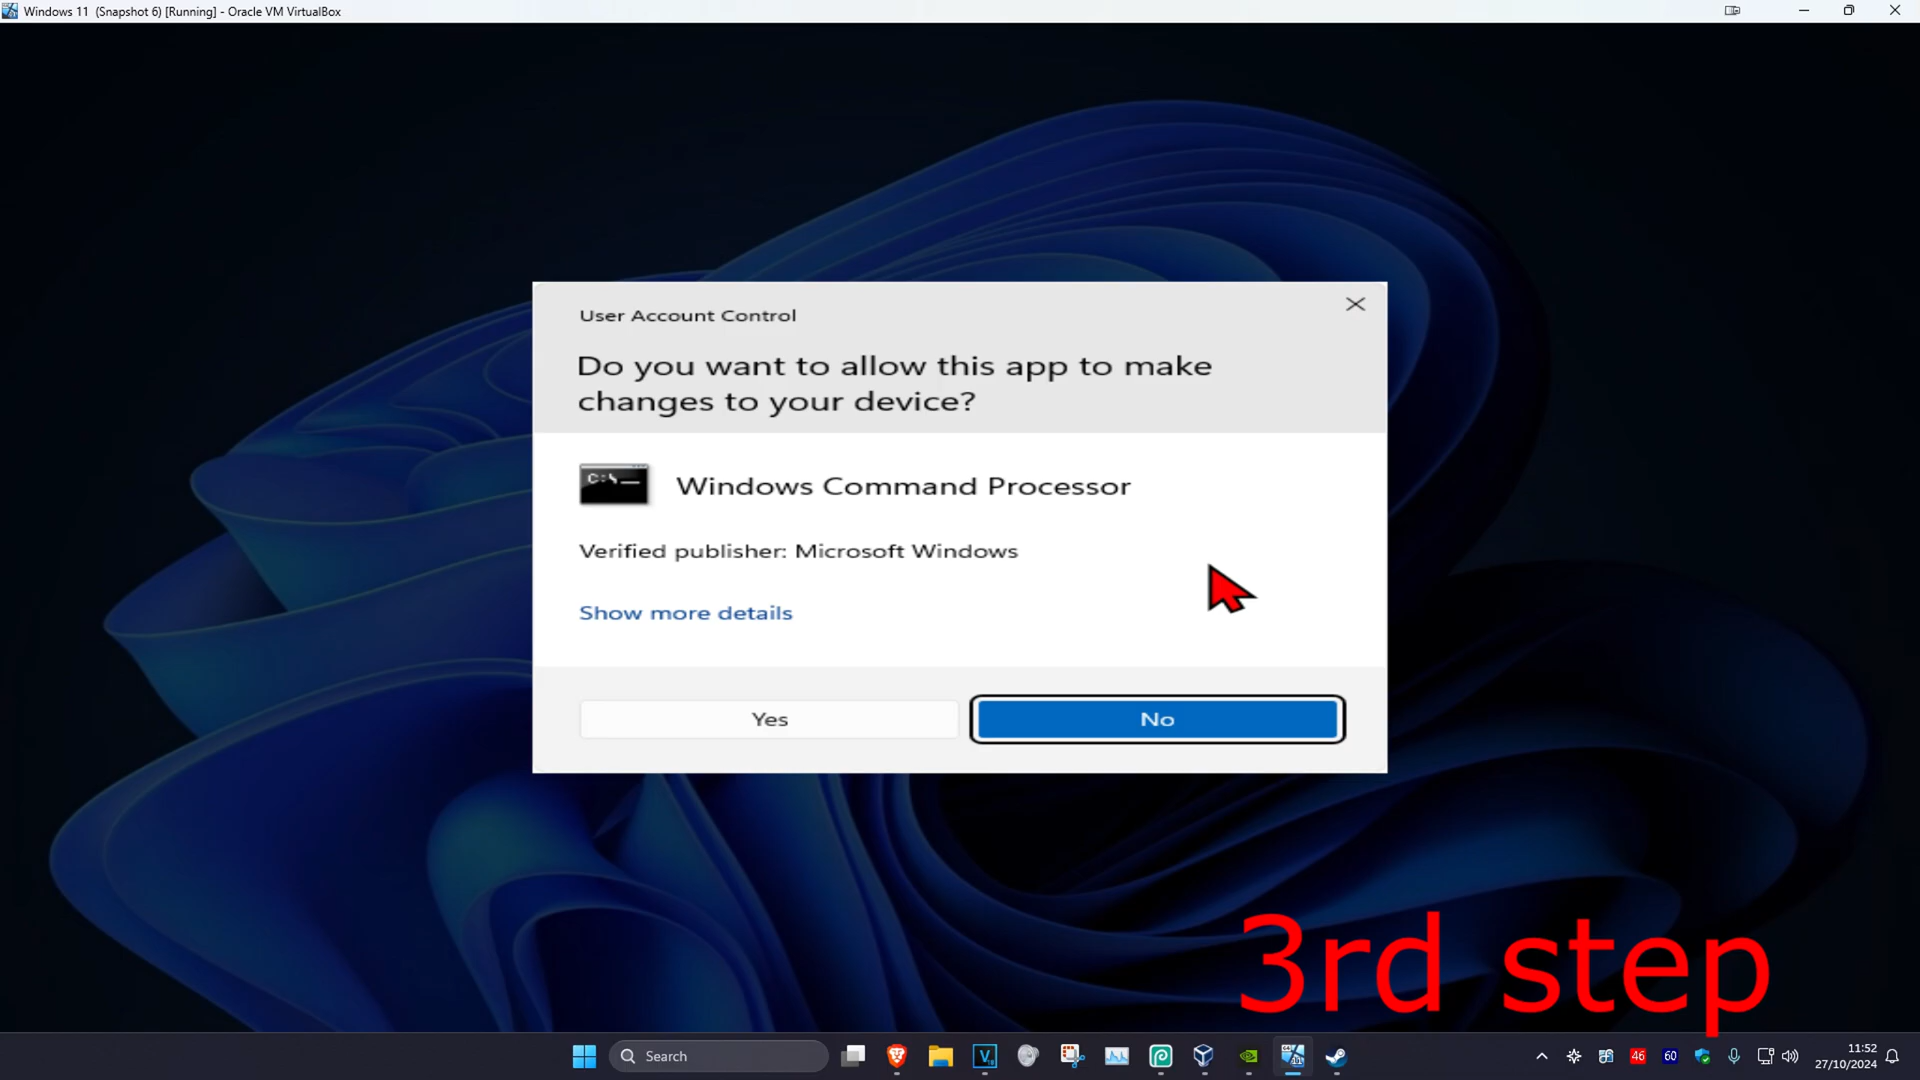 Windows 11 (Snapshot 6) [Running] - Oracle VM VirtualBox
User Account Control
Do you want to allow this app to make
changes to your device?
C:\
Windows Command Processor
Verified publisher: Microsoft Windows
Show more details
Yes
No
3rd step
Search
V
46
60
11:52
27/10/2024